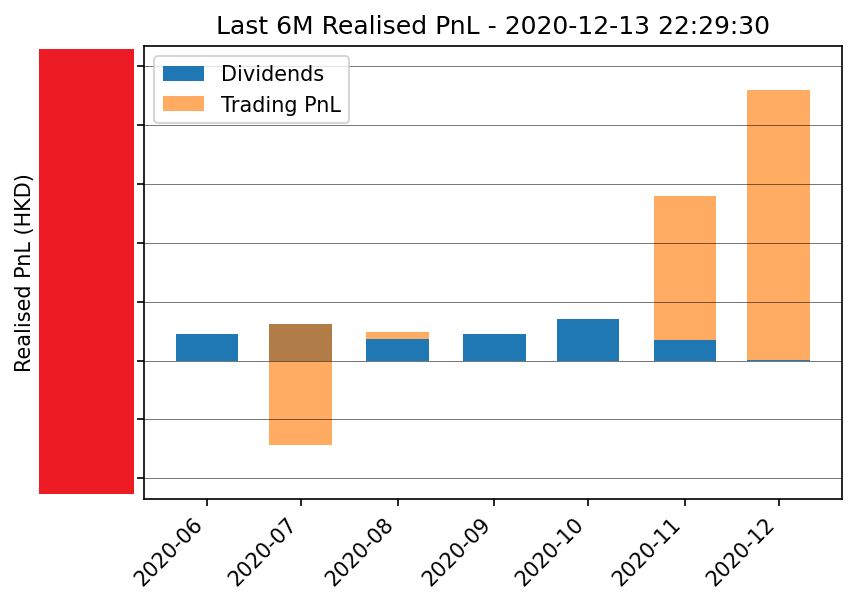 Last 6M Realised PnL - 2020-12-13 22:29:30
Dividends
Trading PnL
Realised PnL (HKD)
2020-06
2020-07
2020-08
2020-09
2020-10
2020-11
2020-12